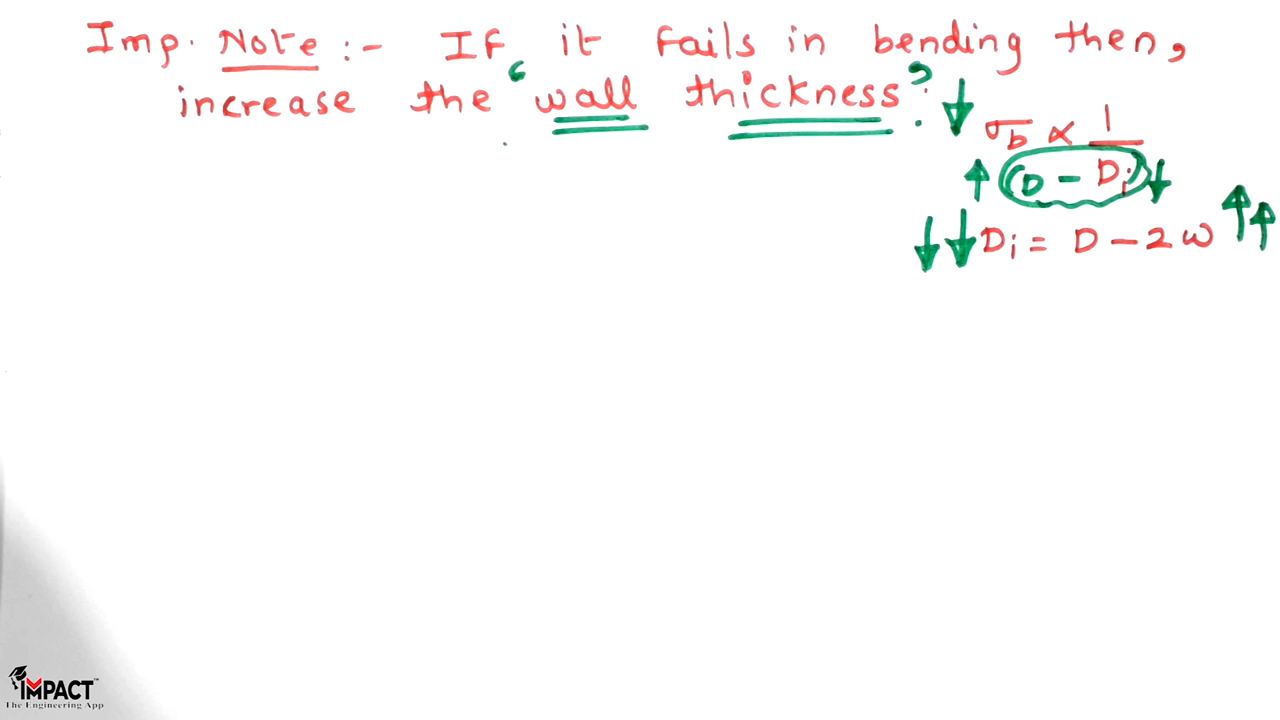 Imp. Note :- If it fails in bending then,
increase the "wall thickness".
↓ σb ∝ 1
↑ (D - Di) ↓
↓↓ Di = D - 2w ↑↑
IMPACT™
The Engineering App